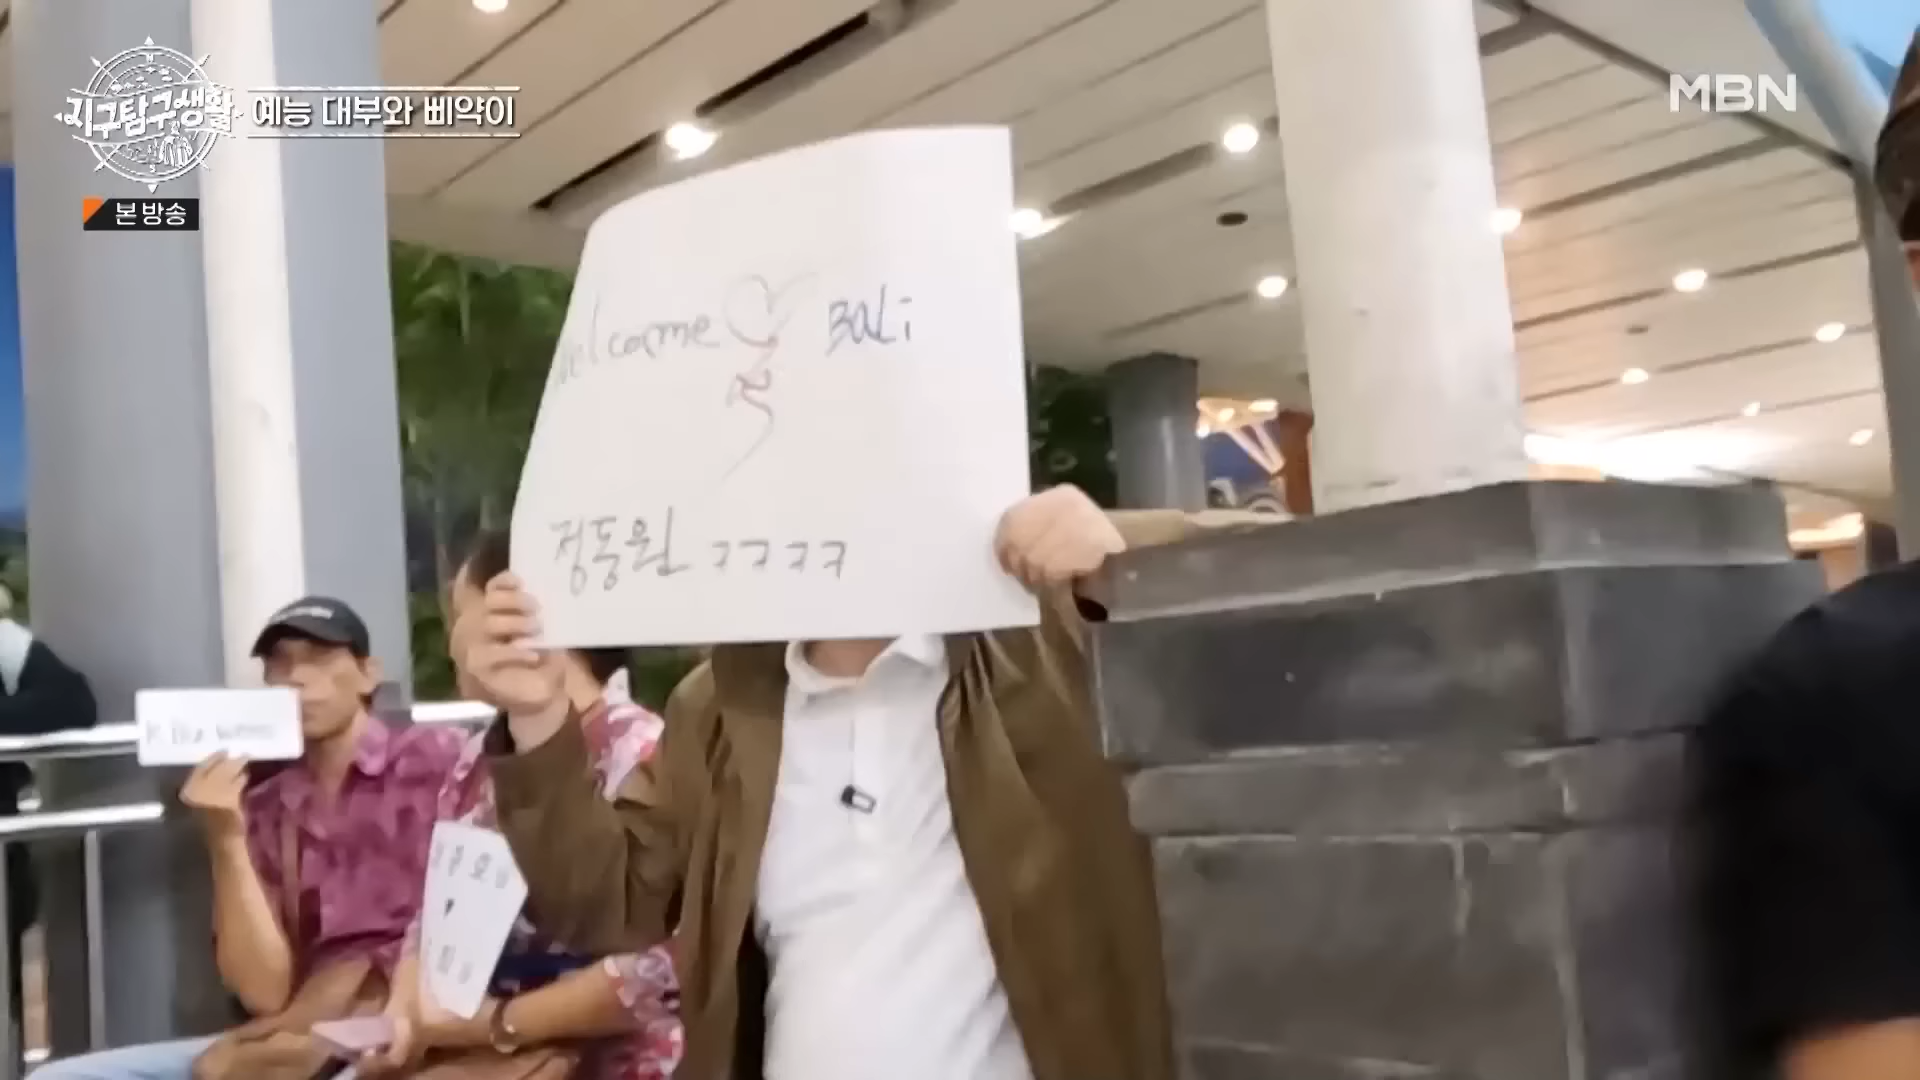 지구탐구생활
예능 대부와 삐약이
MBN
본 방송
Welcome ♡ BALi
정동원 ㅋㅋㅋㅋ